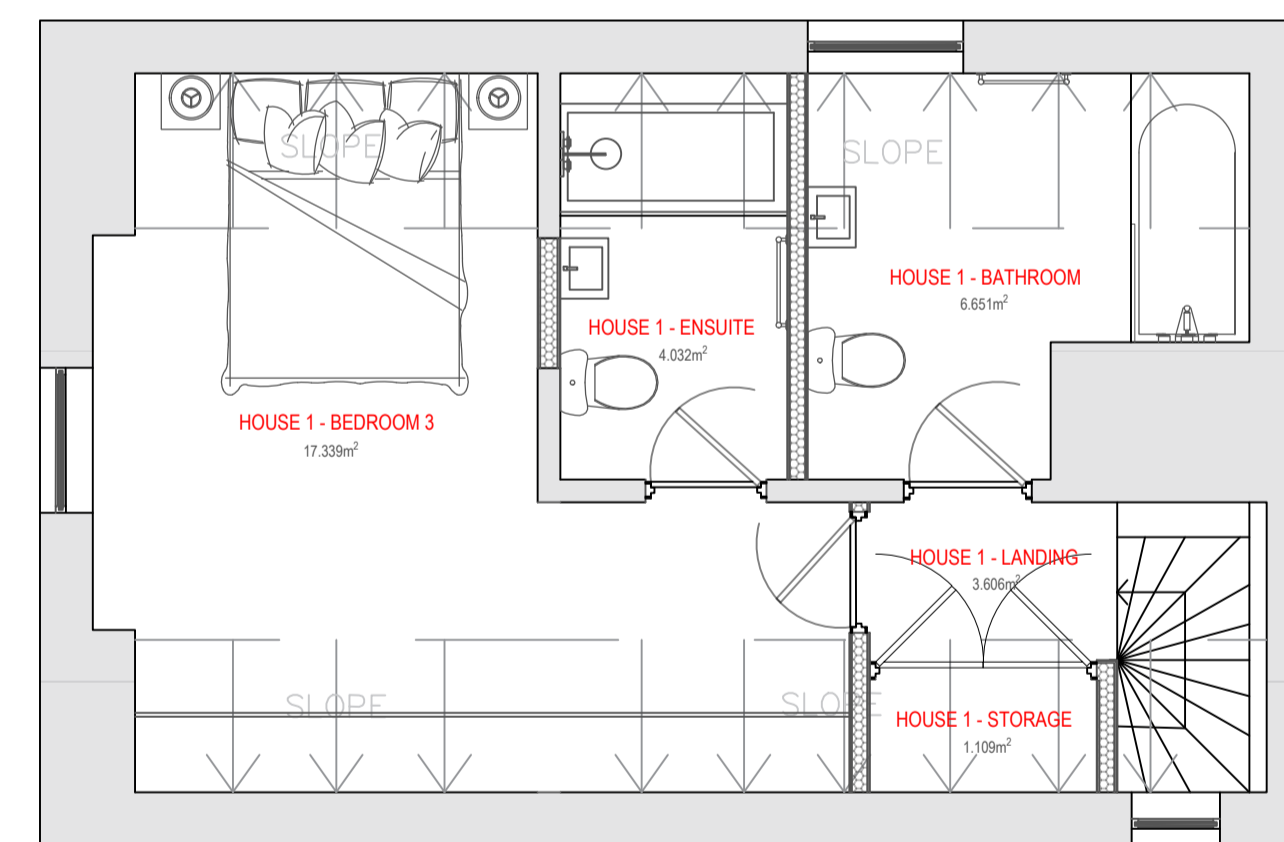 SLOPE
SLOPE
HOUSE 1 - BATHROOM
6.651m²
HOUSE 1 - ENSUITE
4.032m²
HOUSE 1 - BEDROOM 3
17.339m²
HOUSE 1 - LANDING
3.606m²
SLOPE
SLOPE
HOUSE 1 - STORAGE
1.109m²